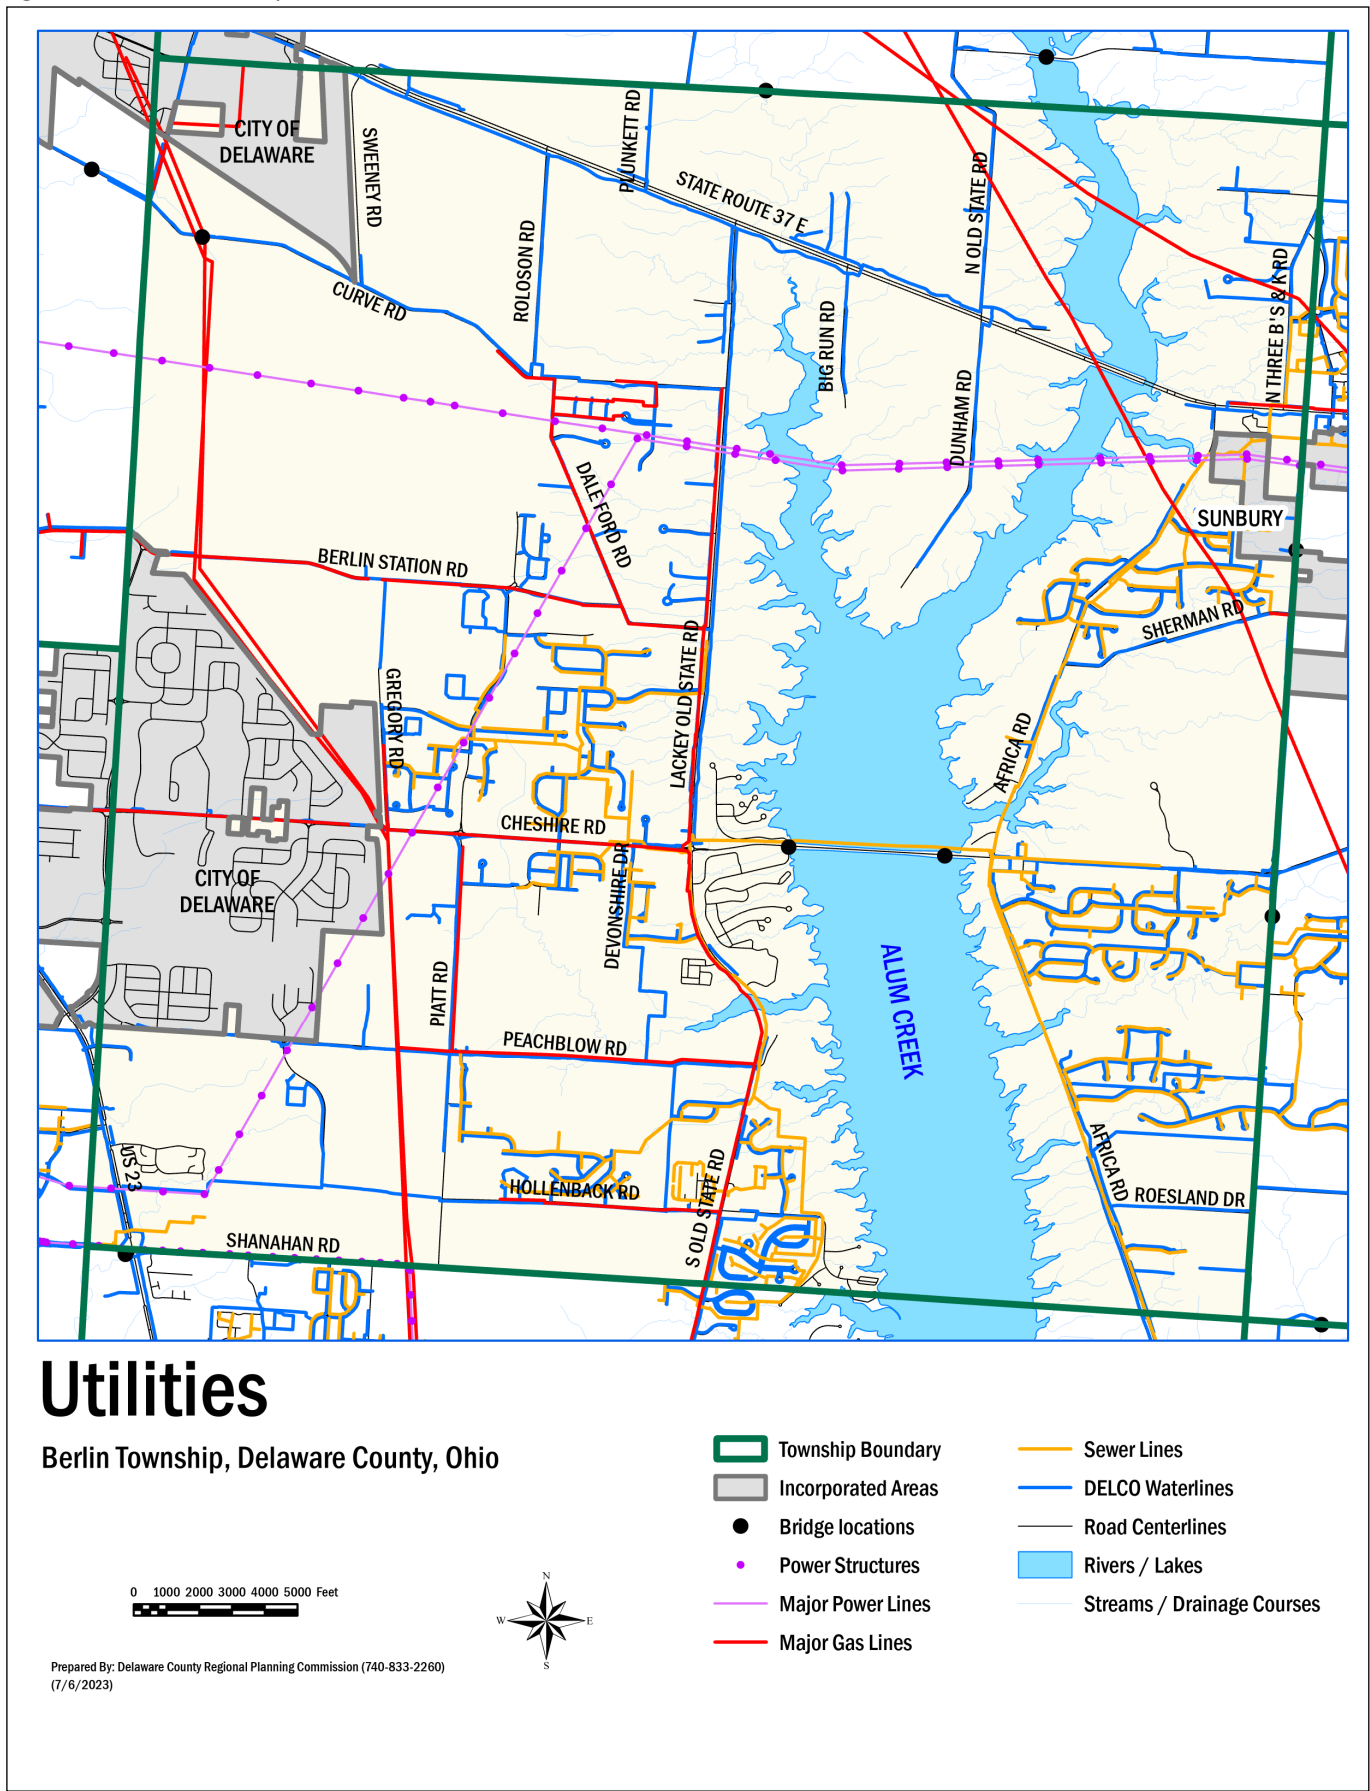 CITY OF
DELAWARE
SWEENEY RD
PLUNKETT RD
STATE ROUTE 37 E
N OLD STATE RD
ROLOSON RD
CURVE RD
BIG RUN RD
N THREE B'S & K RD
DUNHAM RD
DALE FORD RD
SUNBURY
BERLIN STATION RD
SHERMAN RD
GREGORY RD
LACKEY OLD STATE RD
AFRICA RD
CHESHIRE RD
CITY OF
DELAWARE
DEVONSHIRE DR
ALUM CREEK
PIATT RD
PEACHBLOW RD
US 23
AFRICA RD
HOLLENBACK RD
S OLD STATE RD
ROESLAND DR
SHANAHAN RD
Utilities
Berlin Township, Delaware County, Ohio
Township Boundary
Incorporated Areas
Bridge locations
Power Structures
Major Power Lines
Major Gas Lines
Sewer Lines
DELCO Waterlines
Road Centerlines
Rivers / Lakes
Streams / Drainage Courses
0 1000 2000 3000 4000 5000 Feet
N
W E
S
Prepared By: Delaware County Regional Planning Commission (740-833-2260)
(7/6/2023)